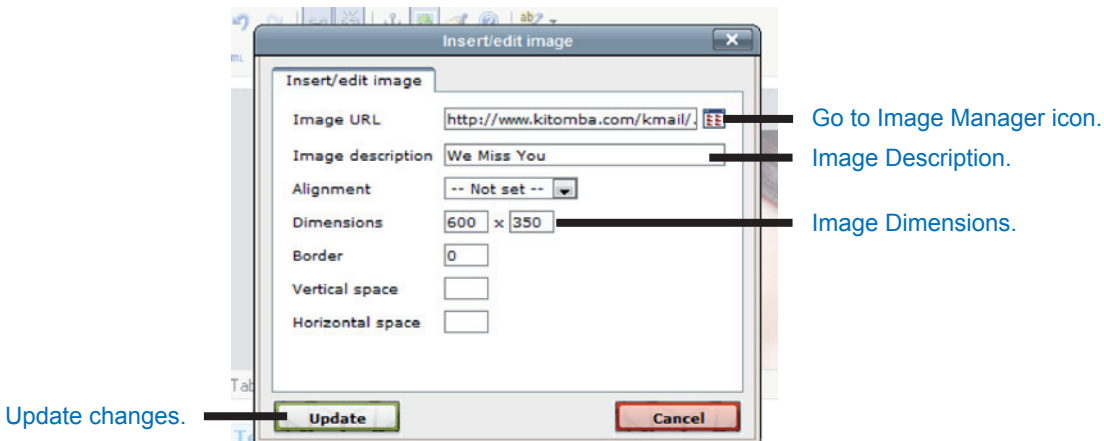 Insert/edit image
Insert/edit image
Image URL http://www.kitomba.com/kmail/. Go to Image Manager icon.
Image description We Miss You Image Description.
Alignment -- Not set --
Dimensions 600 x 350 Image Dimensions.
Border 0
Vertical space
Horizontal space
Tab
Update changes. Update Cancel